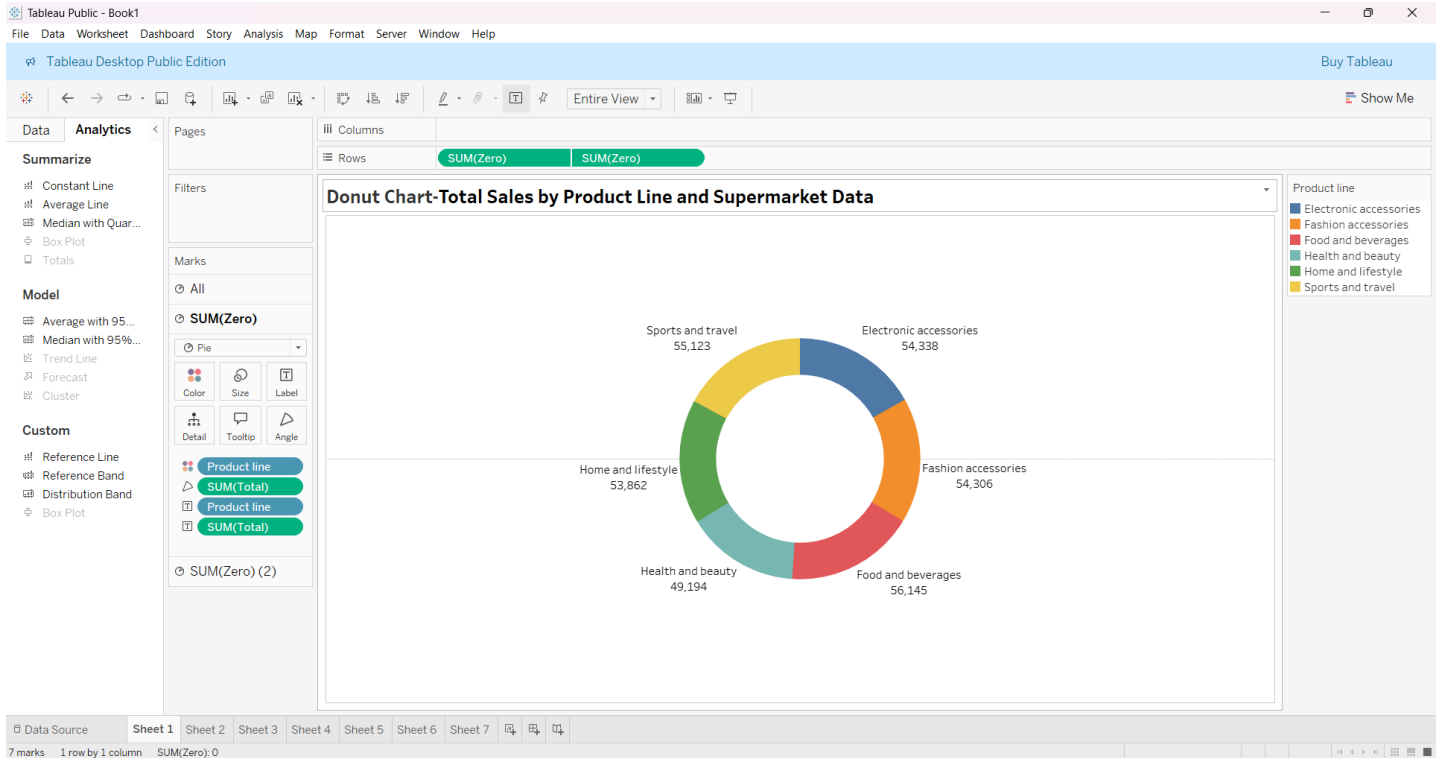 Tableau Public - Book1
File Data Worksheet Dashboard Story Analysis Map Format Server Window Help
Tableau Desktop Public Edition
Buy Tableau
Entire View
Show Me
Data
Analytics
Summarize
Constant Line
Average Line
Median with Quar...
Box Plot
Totals
Model
Average with 95...
Median with 95%...
Trend Line
Forecast
Cluster
Custom
Reference Line
Reference Band
Distribution Band
Box Plot
Pages
Filters
Marks
All
SUM(Zero)
Pie
Color
Size
Label
Detail
Tooltip
Angle
Product line
SUM(Total)
Product line
SUM(Total)
SUM(Zero) (2)
Columns
Rows
SUM(Zero)
SUM(Zero)
Donut Chart-Total Sales by Product Line and Supermarket Data
Sports and travel
55,123
Electronic accessories
54,338
Home and lifestyle
53,862
Fashion accessories
54,306
Health and beauty
49,194
Food and beverages
56,145
Product line
Electronic accessories
Fashion accessories
Food and beverages
Health and beauty
Home and lifestyle
Sports and travel
Data Source
Sheet 1
Sheet 2
Sheet 3
Sheet 4
Sheet 5
Sheet 6
Sheet 7
7 marks
1 row by 1 column
SUM(Zero): 0